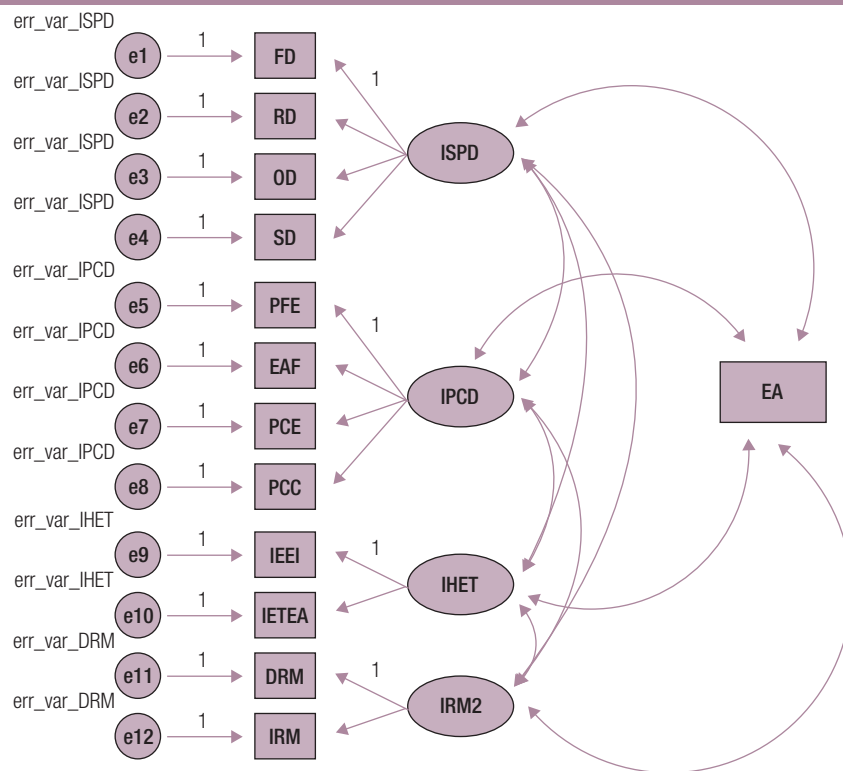 err_var_ISPD
e1 1 FD
err_var_ISPD
1
e2 1 RD
err_var_ISPD
ISPD
e3 1 OD
err_var_ISPD
e4 1 SD
err_var_IPCD
e5 1 PFE
err_var_IPCD
1
e6 1 EAF
err_var_IPCD
IPCD
EA
e7 1 PCE
err_var_IPCD
e8 1 PCC
err_var_IHET
e9 1 IEEI
1
err_var_IHET
IHET
e10 1 IETEA
err_var_DRM
e11 1 DRM
1
err_var_DRM
IRM2
e12 1 IRM